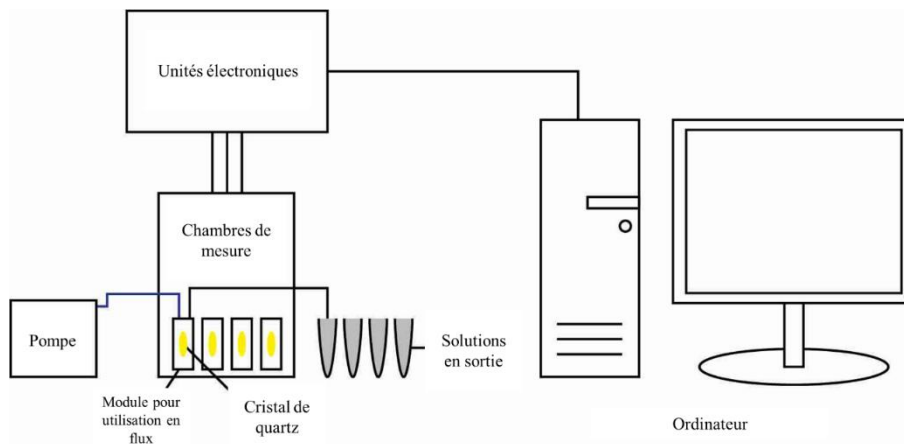 Unités électroniques
Chambres de
mesure
Pompe
Solutions
en sortie
Module pour
utilisation en
flux
Cristal de
quartz
Ordinateur